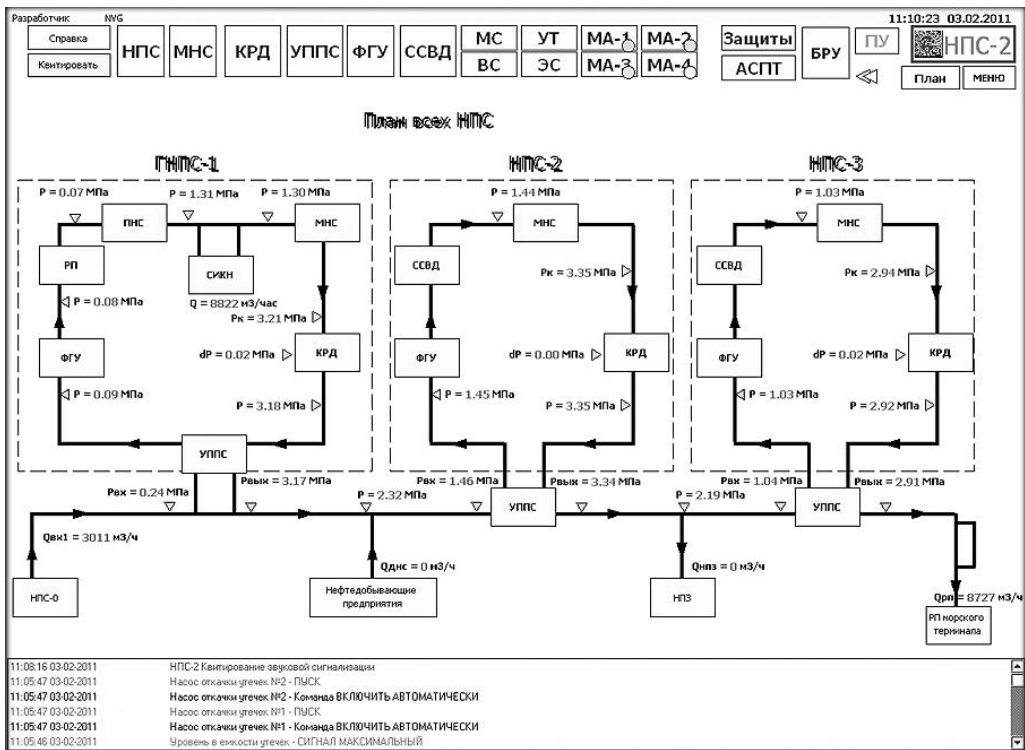 Разработчик NVG 11:10:23 03.02.2011
Справка НПС МНС КРД УППС ФГУ ССВД МС УТ МА-1 МА-2 Защиты БРУ ПУ НПС-2
Квитировать ВС ЭС МА-3 МА-4 АСПТ План МЕНЮ
План всех НПС
ГНПС-1 НПС-2 НПС-3
P = 0.07 МПа P = 1.31 МПа P = 1.30 МПа P = 1.44 МПа P = 1.03 МПа
ПНС МНС МНС МНС
РП СИКН ССВД Рк = 3.35 МПа ССВД Рк = 2.94 МПа
P = 0.08 МПа Q = 8822 м3/час
Рк = 3.21 МПа
ФГУ dP = 0.02 МПа КРД ФГУ dP = 0.00 МПа КРД ФГУ dP = 0.02 МПа КРД
P = 0.09 МПа P = 3.18 МПа P = 1.45 МПа P = 3.35 МПа P = 1.03 МПа P = 2.92 МПа
УППС
Рвх = 0.24 МПа Рвых = 3.17 МПа P = 2.32 МПа Рвх = 1.46 МПа Рвых = 3.34 МПа P = 2.19 МПа Рвх = 1.04 МПа Рвых = 2.91 МПа
УППС УППС
Qвх1 = 3011 м3/ч
Qднс = 0 м3/ч Qнпз = 0 м3/ч
НПС-0 Нефтедобывающие предприятия НПЗ Qрп = 8727 м3/ч
РП морского
терминала
11:08:16 03-02-2011 НПС-2 Квитирование звуковой сигнализации
11:05:47 03-02-2011 Насос откачки утечек №2 - ПУСК
11:05:47 03-02-2011 Насос откачки утечек №2 - Команда ВКЛЮЧИТЬ АВТОМАТИЧЕСКИ
11:05:47 03-02-2011 Насос откачки утечек №1 - ПУСК
11:05:47 03-02-2011 Насос откачки утечек №1 - Команда ВКЛЮЧИТЬ АВТОМАТИЧЕСКИ
11:05:46 03-02-2011 Уровень в емкости утечек - СИГНАЛ МАКСИМАЛЬНЫЙ